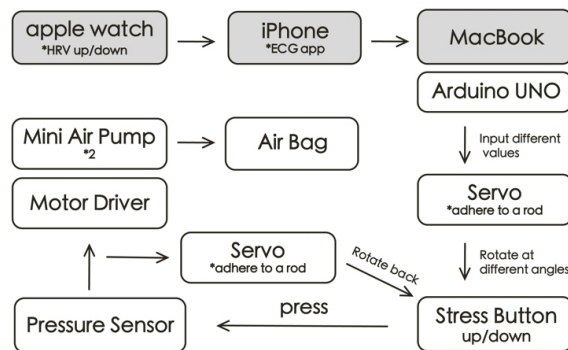 apple watch
*HRV up/down
iPhone
*ECG app
MacBook
Arduino UNO
Mini Air Pump
*2
Air Bag
Input different
values
Motor Driver
Servo
*adhere to a rod
Servo
*adhere to a rod
Rotate back
Rotate at
different angles
Pressure Sensor
press
Stress Button
up/down